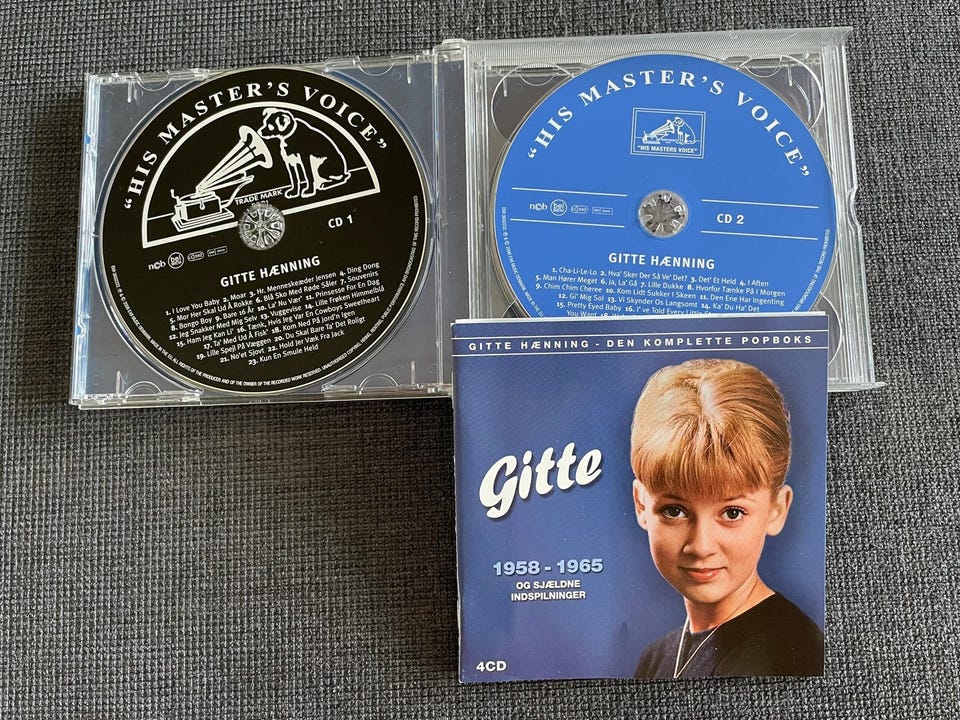 "HIS MASTER'S VOICE"
TRADE MARK
CD 1
ncb
GITTE HÆNNING
1. I Love You Baby 2. Moar 3. Hr. Menneskeæder Jensen 4. Ding Dong
5. Mor Her Skal Ud Å Rokke 6. Blå Sko Med Røde Såler 7. Souvenirs
8. Bongo Boy 9. Bare 16 År 10. La' Nu Vær' 11. Prinsesse For En Dag
12. Jeg Snakker Med Mig Selv 13. Vuggevise 14. Lille Frøken Himmelblå
15. Ham Jeg Kan Li' 16. Tænk, Hvis Jeg Var En Cowboys Sweetheart
17. Ta' Med Ud Å Fisk' 18. Kom Ned På Jord'n Igen
19. Lille Spejl På Væggen 20. Du Skal Bare Ta' Det Roligt
21. No'et Sjovt 22. Hold Jer Væk Fra Jack
23. Kun En Smule Held
"HIS MASTER'S VOICE"
"HIS MASTERS VOICE"
ncb
CD 2
GITTE HÆNNING
1. Cha-Li-Le-Lo 2. Hva' Sker Der Så Ve' Det? 3. Det' Et Held 4. I Aften
5. Man Hører Meget 6. Ja, La' Gå 7. Lille Dukke 8. Hvorfor Tænke På I Morgen
9. Chim Chim Cheree 10. Kom Lidt Sukker I Skeen 11. Den Ene Har Ingenting
12. Gi' Mig Sol 13. Vi Skynder Os Langsomt 14. Ka' Du Ha' Det
15. Pretty Eyed Baby 16. I' ve Told Every Little
You Want 18.
GITTE HÆNNING - DEN KOMPLETTE POPBOKS
Gitte
1958 - 1965
OG SJÆLDNE
INDSPILNINGER
4CD